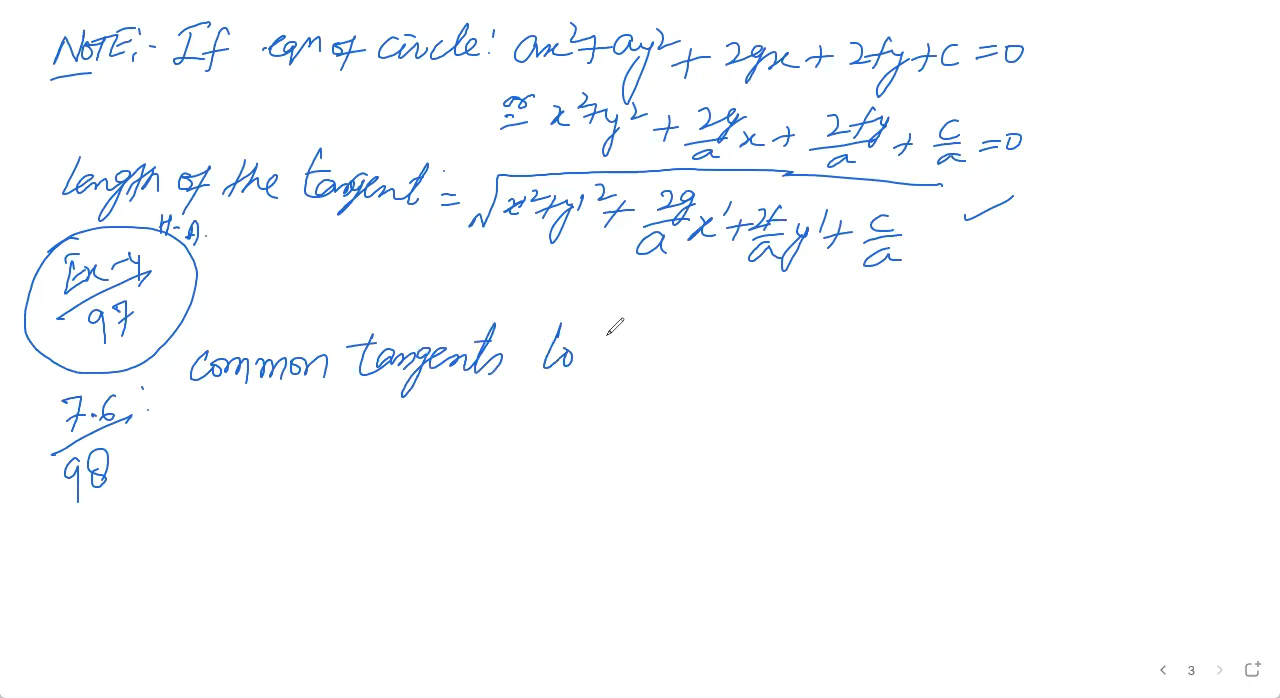 NOTE:- If eqn of circle: ax²+ay² + 2gx + 2fy + c = 0
or x²+y² + 2g/a x + 2fy/a + c/a = 0
Length of the tangent = √x'²+y'² + 2g/a x' + 2f/a y' + c/a ✓
H-A.
Ex-4/97
common tangents to
7.6/98 :
3